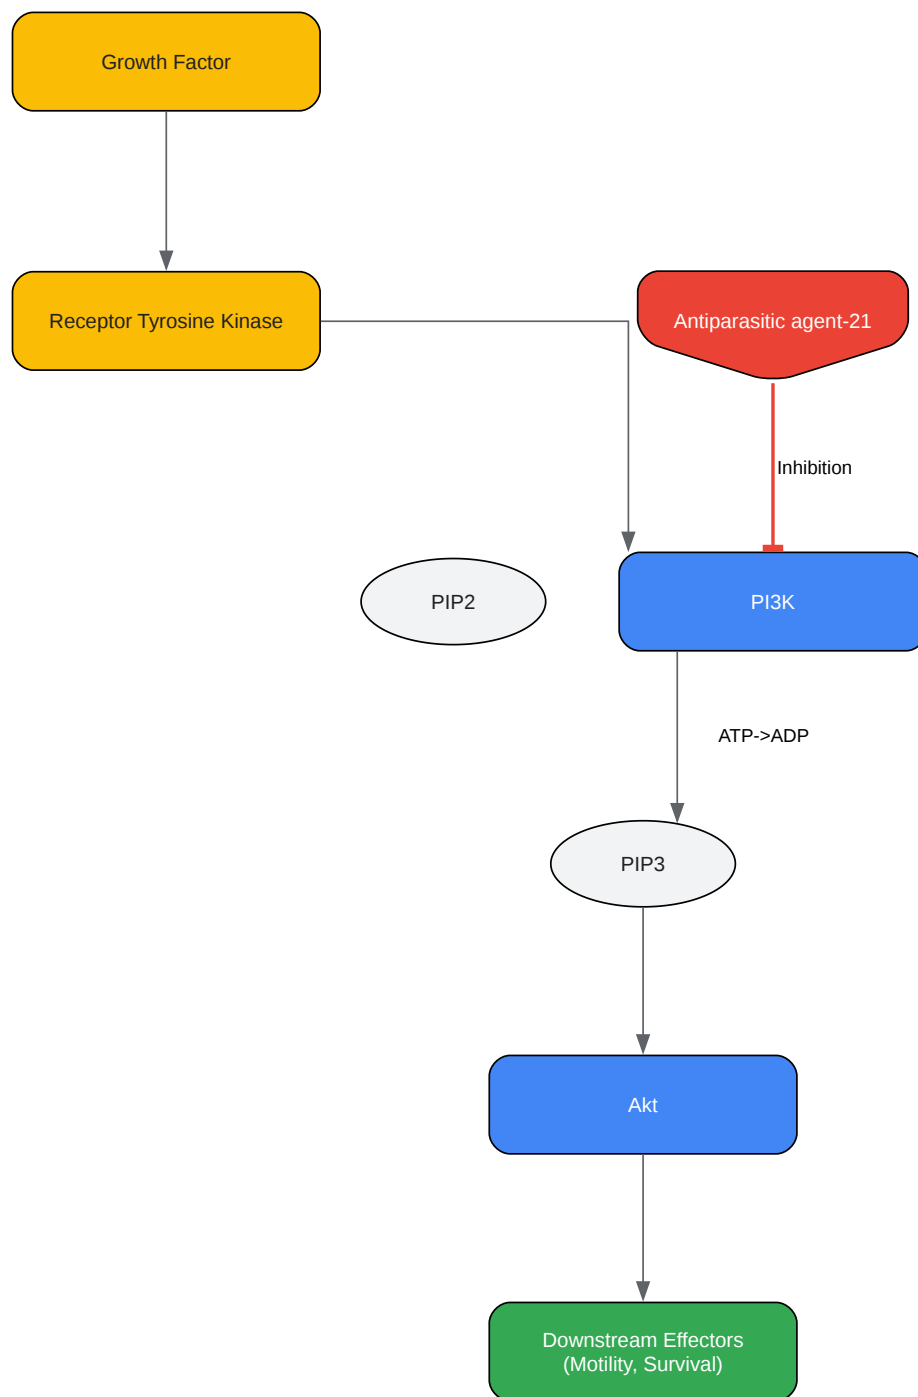 Growth Factor
Receptor Tyrosine Kinase
Antiparasitic agent-21
Inhibition
PIP2
PI3K
ATP->ADP
PIP3
Akt
Downstream Effectors
(Motility, Survival)